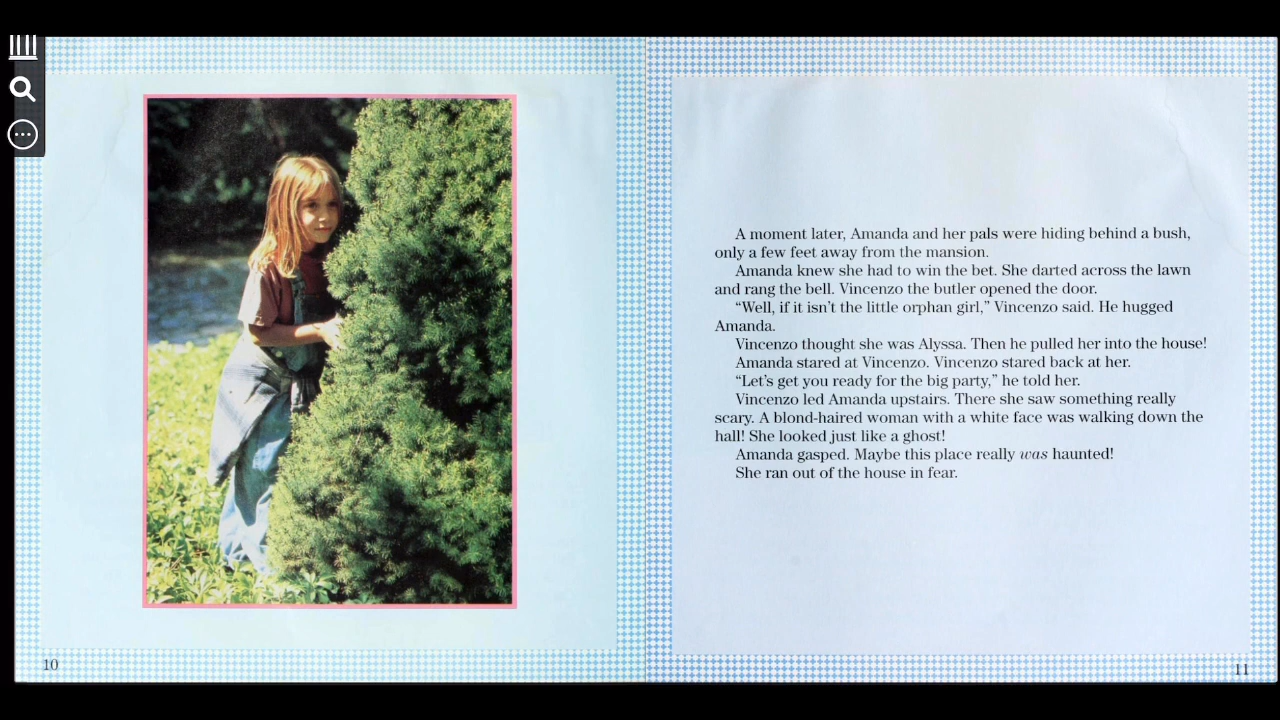 A moment later, Amanda and her pals were hiding behind a bush,
only a few feet away from the mansion.
Amanda knew she had to win the bet. She darted across the lawn
and rang the bell. Vincenzo the butler opened the door.
“Well, if it isn’t the little orphan girl,” Vincenzo said. He hugged
Amanda.
Vincenzo thought she was Alyssa. Then he pulled her into the house!
Amanda stared at Vincenzo. Vincenzo stared back at her.
“Let’s get you ready for the big party,” he told her.
Vincenzo led Amanda upstairs. There she saw something really
scary. A blond-haired woman with a white face was walking down the
hall! She looked just like a ghost!
Amanda gasped. Maybe this place really was haunted!
She ran out of the house in fear.
10
11